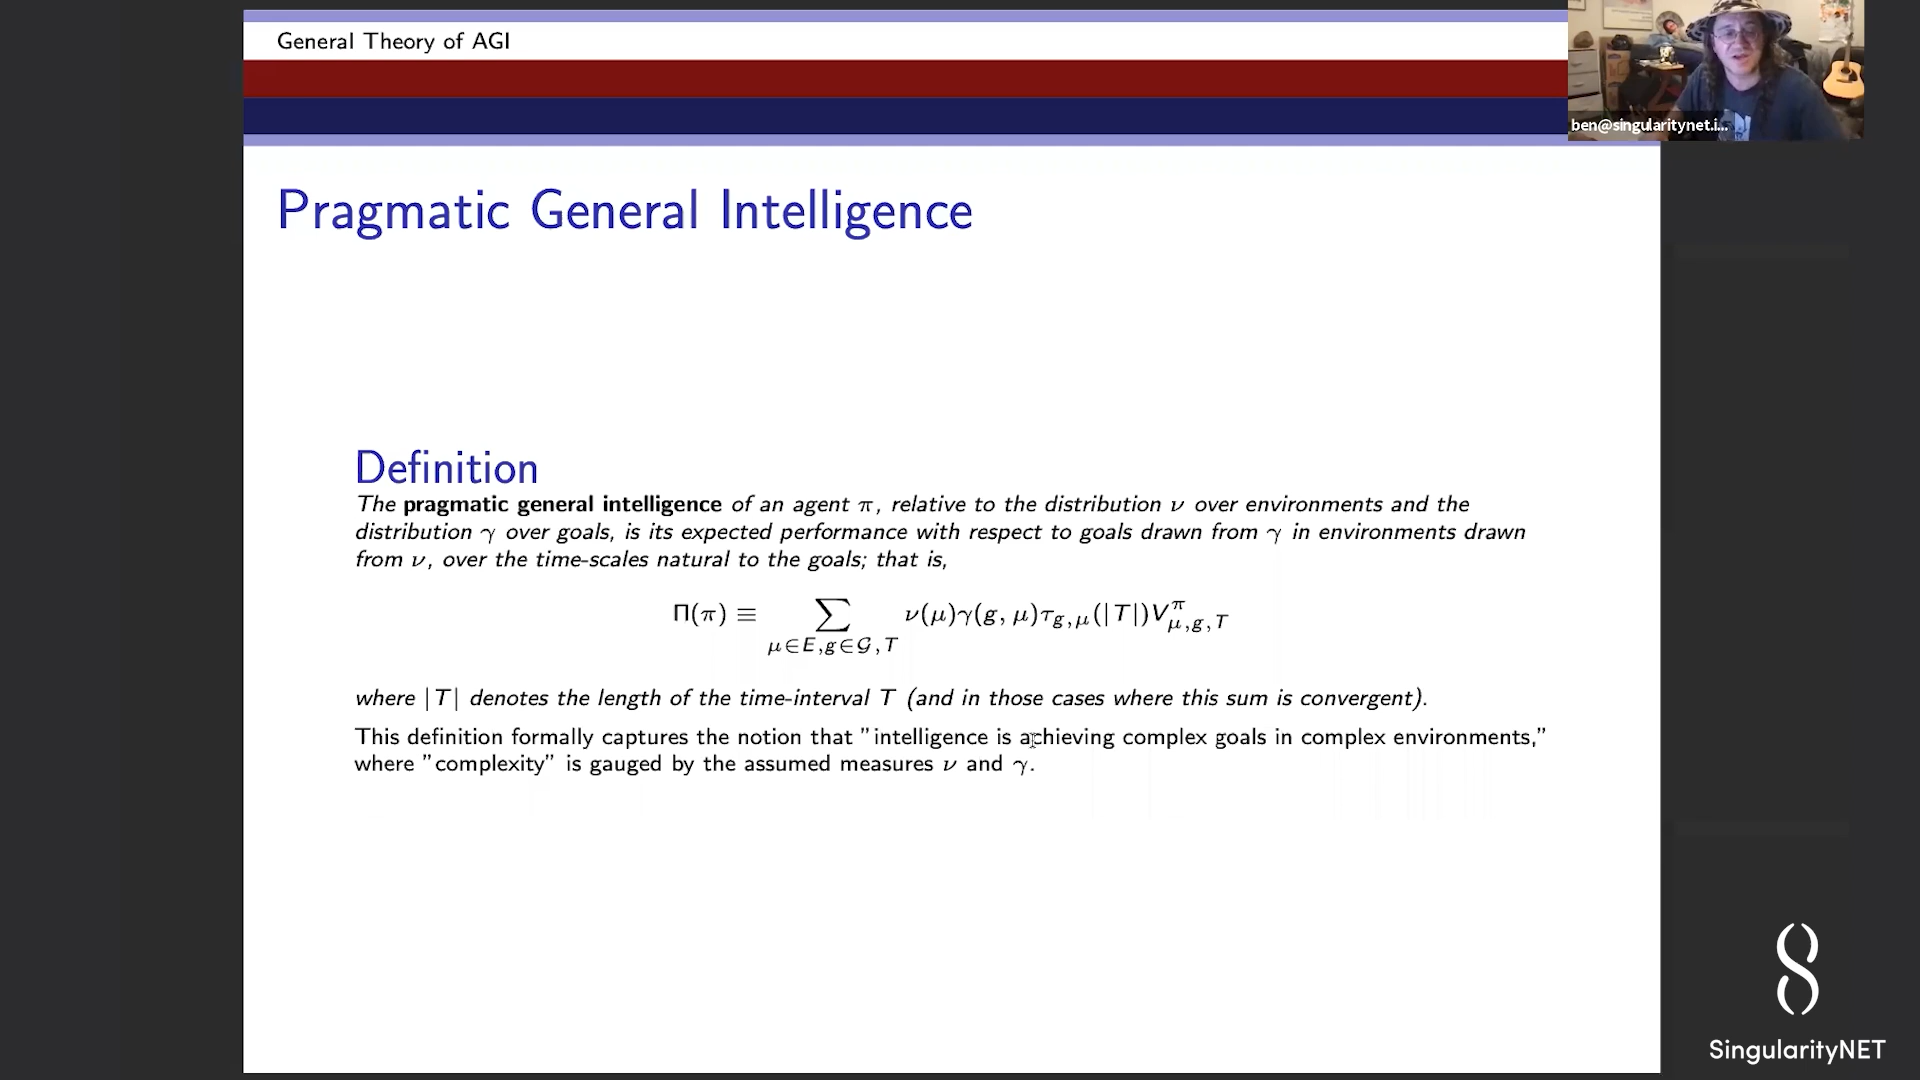 General Theory of AGI
ben@singularitynet.i...
Pragmatic General Intelligence
Definition
The pragmatic general intelligence of an agent π, relative to the distribution ν over environments and the
distribution γ over goals, is its expected performance with respect to goals drawn from γ in environments drawn
from ν, over the time-scales natural to the goals; that is,
Π(π) ≡ ∑ ν(μ)γ(g, μ)τ_{g,μ}(|T|)V^π_{μ,g,T}
μ∈E,g∈𝒢,T
where |T| denotes the length of the time-interval T (and in those cases where this sum is convergent).
This definition formally captures the notion that ”intelligence is achieving complex goals in complex environments,”
where ”complexity” is gauged by the assumed measures ν and γ.
SingularityNET